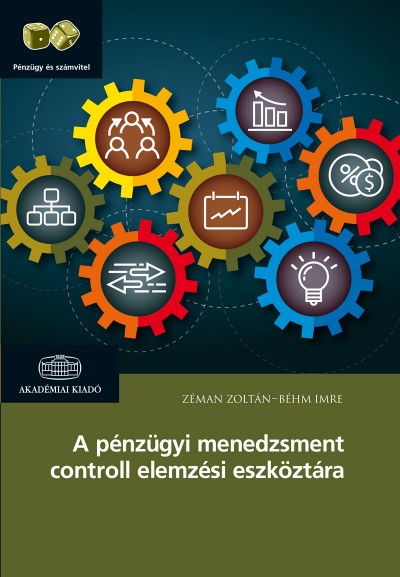 Pénzügy és számvitel
AKADÉMIAI KIADÓ
ZÉMAN ZOLTÁN–BÉHM IMRE
A pénzügyi menedzsment
controll elemzési eszköztára